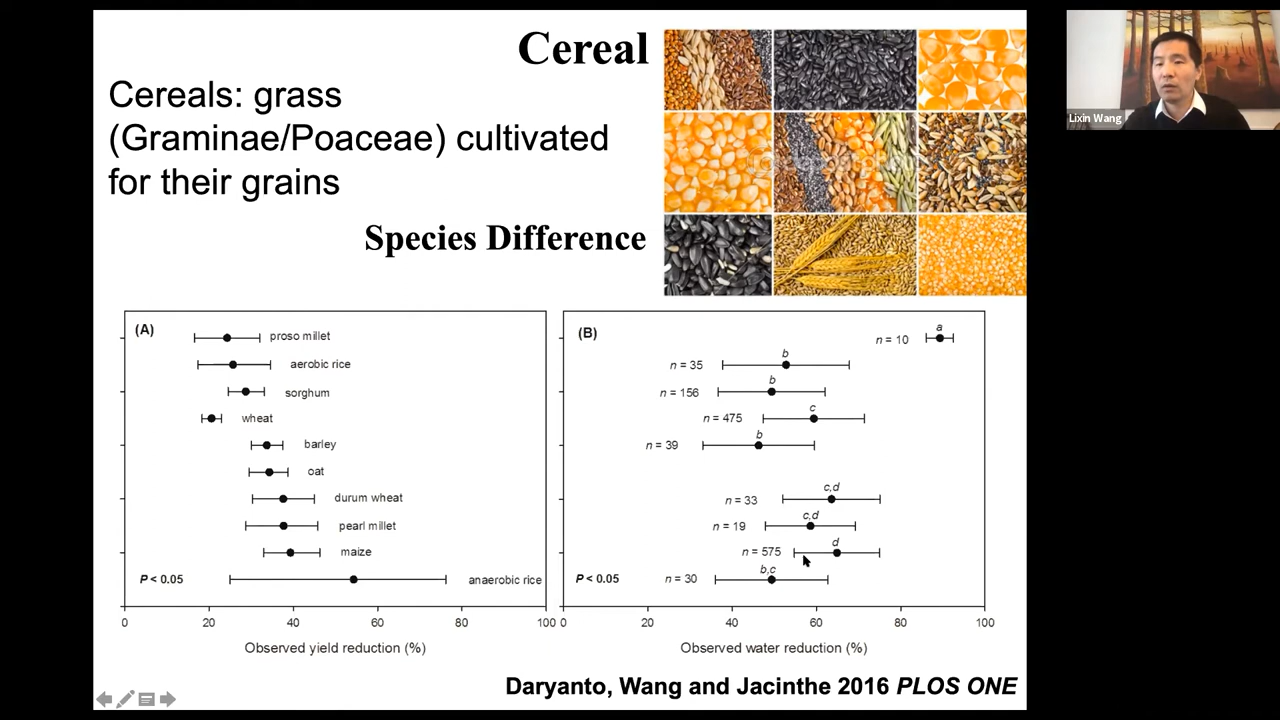 Cereal
Cereals: grass
(Graminae/Poaceae) cultivated
for their grains
Species Difference
Lixin Wang
(A)
proso millet
aerobic rice
sorghum
wheat
barley
oat
durum wheat
pearl millet
maize
anaerobic rice
P < 0.05
0 20 40 60 80 100
Observed yield reduction (%)
(B)
a
n = 10
b
n = 35
b
n = 156
c
n = 475
b
n = 39
c,d
n = 33
c,d
n = 19
d
n = 575
b,c
P < 0.05 n = 30
0 20 40 60 80 100
Observed water reduction (%)
Daryanto, Wang and Jacinthe 2016 PLOS ONE